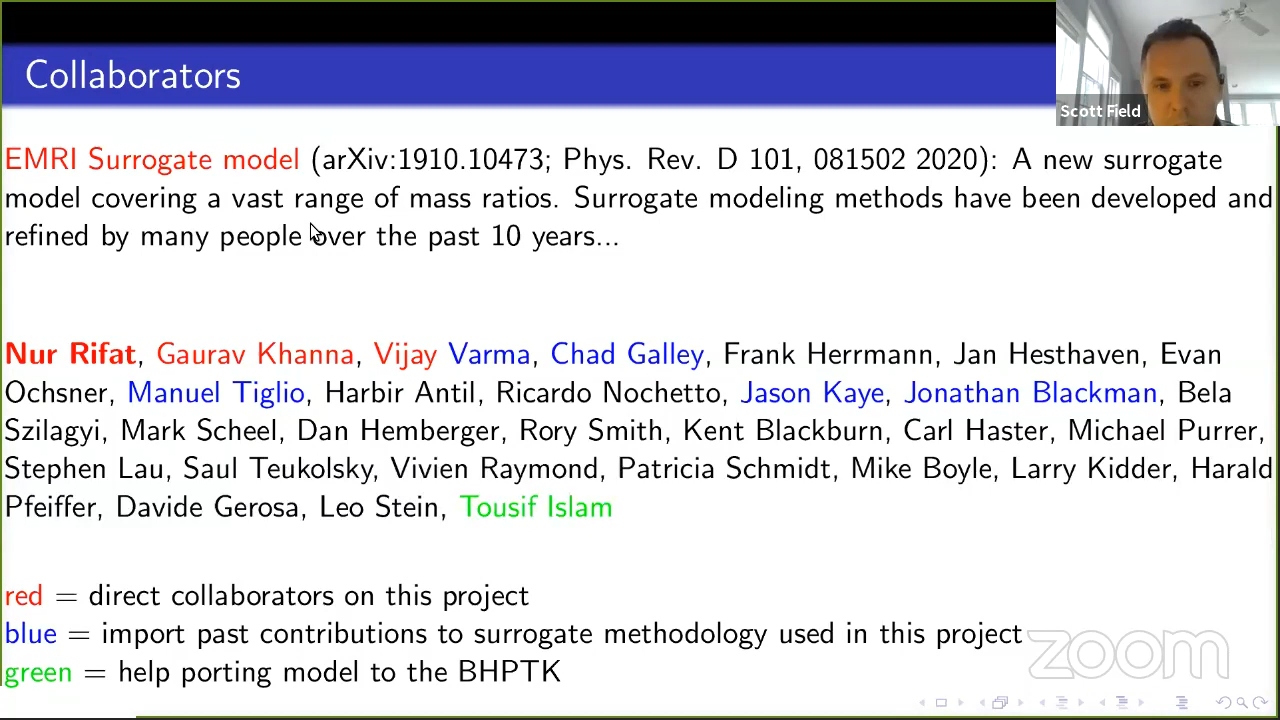 Collaborators
Scott Field
EMRI Surrogate model (arXiv:1910.10473; Phys. Rev. D 101, 081502 2020): A new surrogate
model covering a vast range of mass ratios. Surrogate modeling methods have been developed and
refined by many people over the past 10 years...
Nur Rifat, Gaurav Khanna, Vijay Varma, Chad Galley, Frank Herrmann, Jan Hesthaven, Evan
Ochsner, Manuel Tiglio, Harbir Antil, Ricardo Nochetto, Jason Kaye, Jonathan Blackman, Bela
Szilagyi, Mark Scheel, Dan Hemberger, Rory Smith, Kent Blackburn, Carl Haster, Michael Purrer,
Stephen Lau, Saul Teukolsky, Vivien Raymond, Patricia Schmidt, Mike Boyle, Larry Kidder, Harald
Pfeiffer, Davide Gerosa, Leo Stein, Tousif Islam
red = direct collaborators on this project
blue = import past contributions to surrogate methodology used in this project
green = help porting model to the BHPTK
zoom